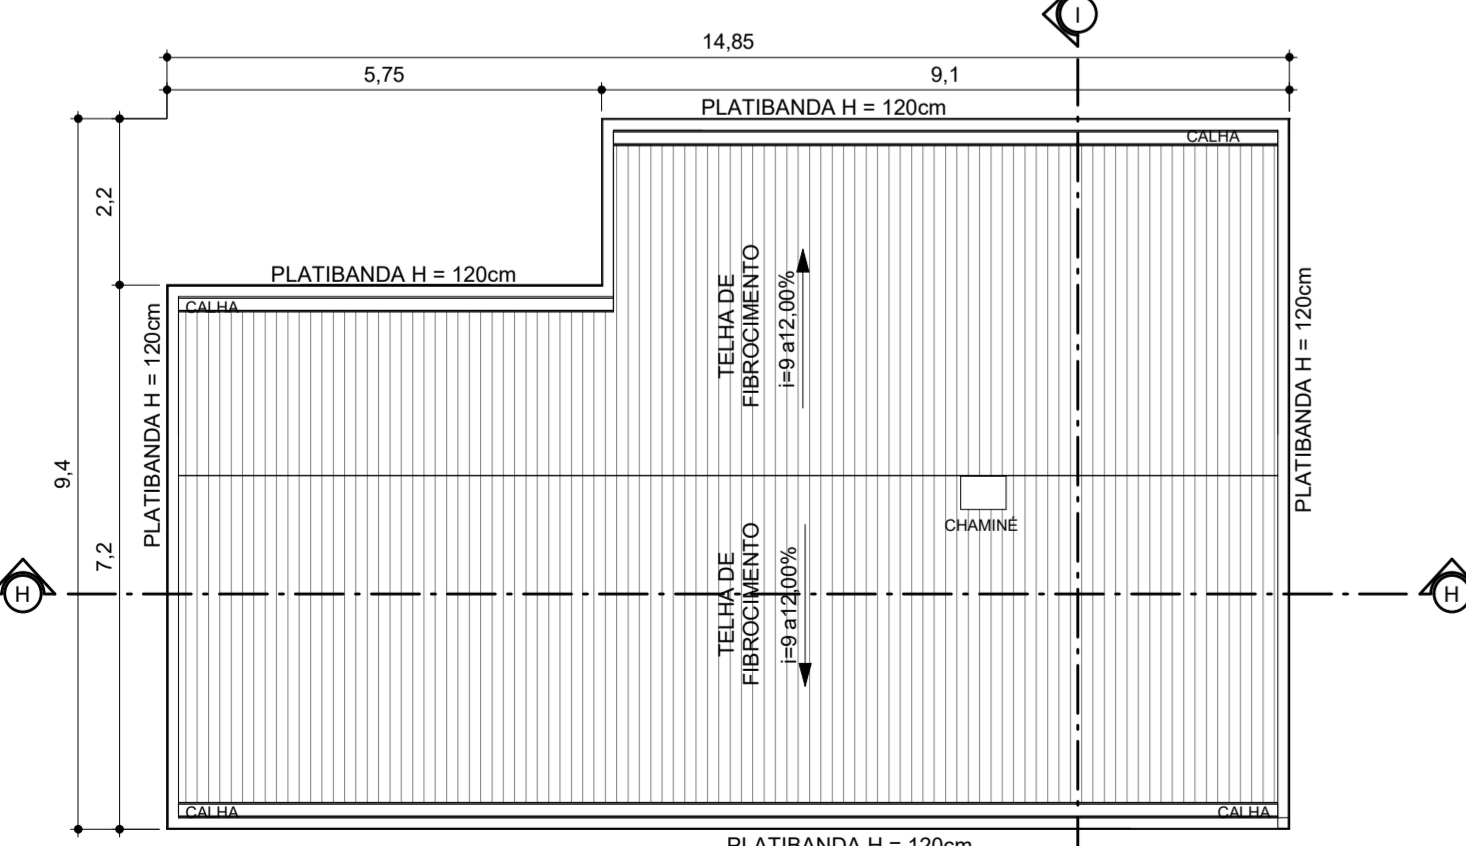 I
14,85
5,75
9,1
PLATIBANDA H = 120cm
CALHA
2,2
PLATIBANDA H = 120cm
CALHA
TELHA DE
FIBROCIMENTO
i=9 a12,00%
PLATIBANDA H = 120cm
PLATIBANDA H = 120cm
9,4
7,2
CHAMINÉ
TELHA DE
FIBROCIMENTO
i=9 a12,00%
H
H
CALHA
CALHA
PLATIBANDA H = 120cm